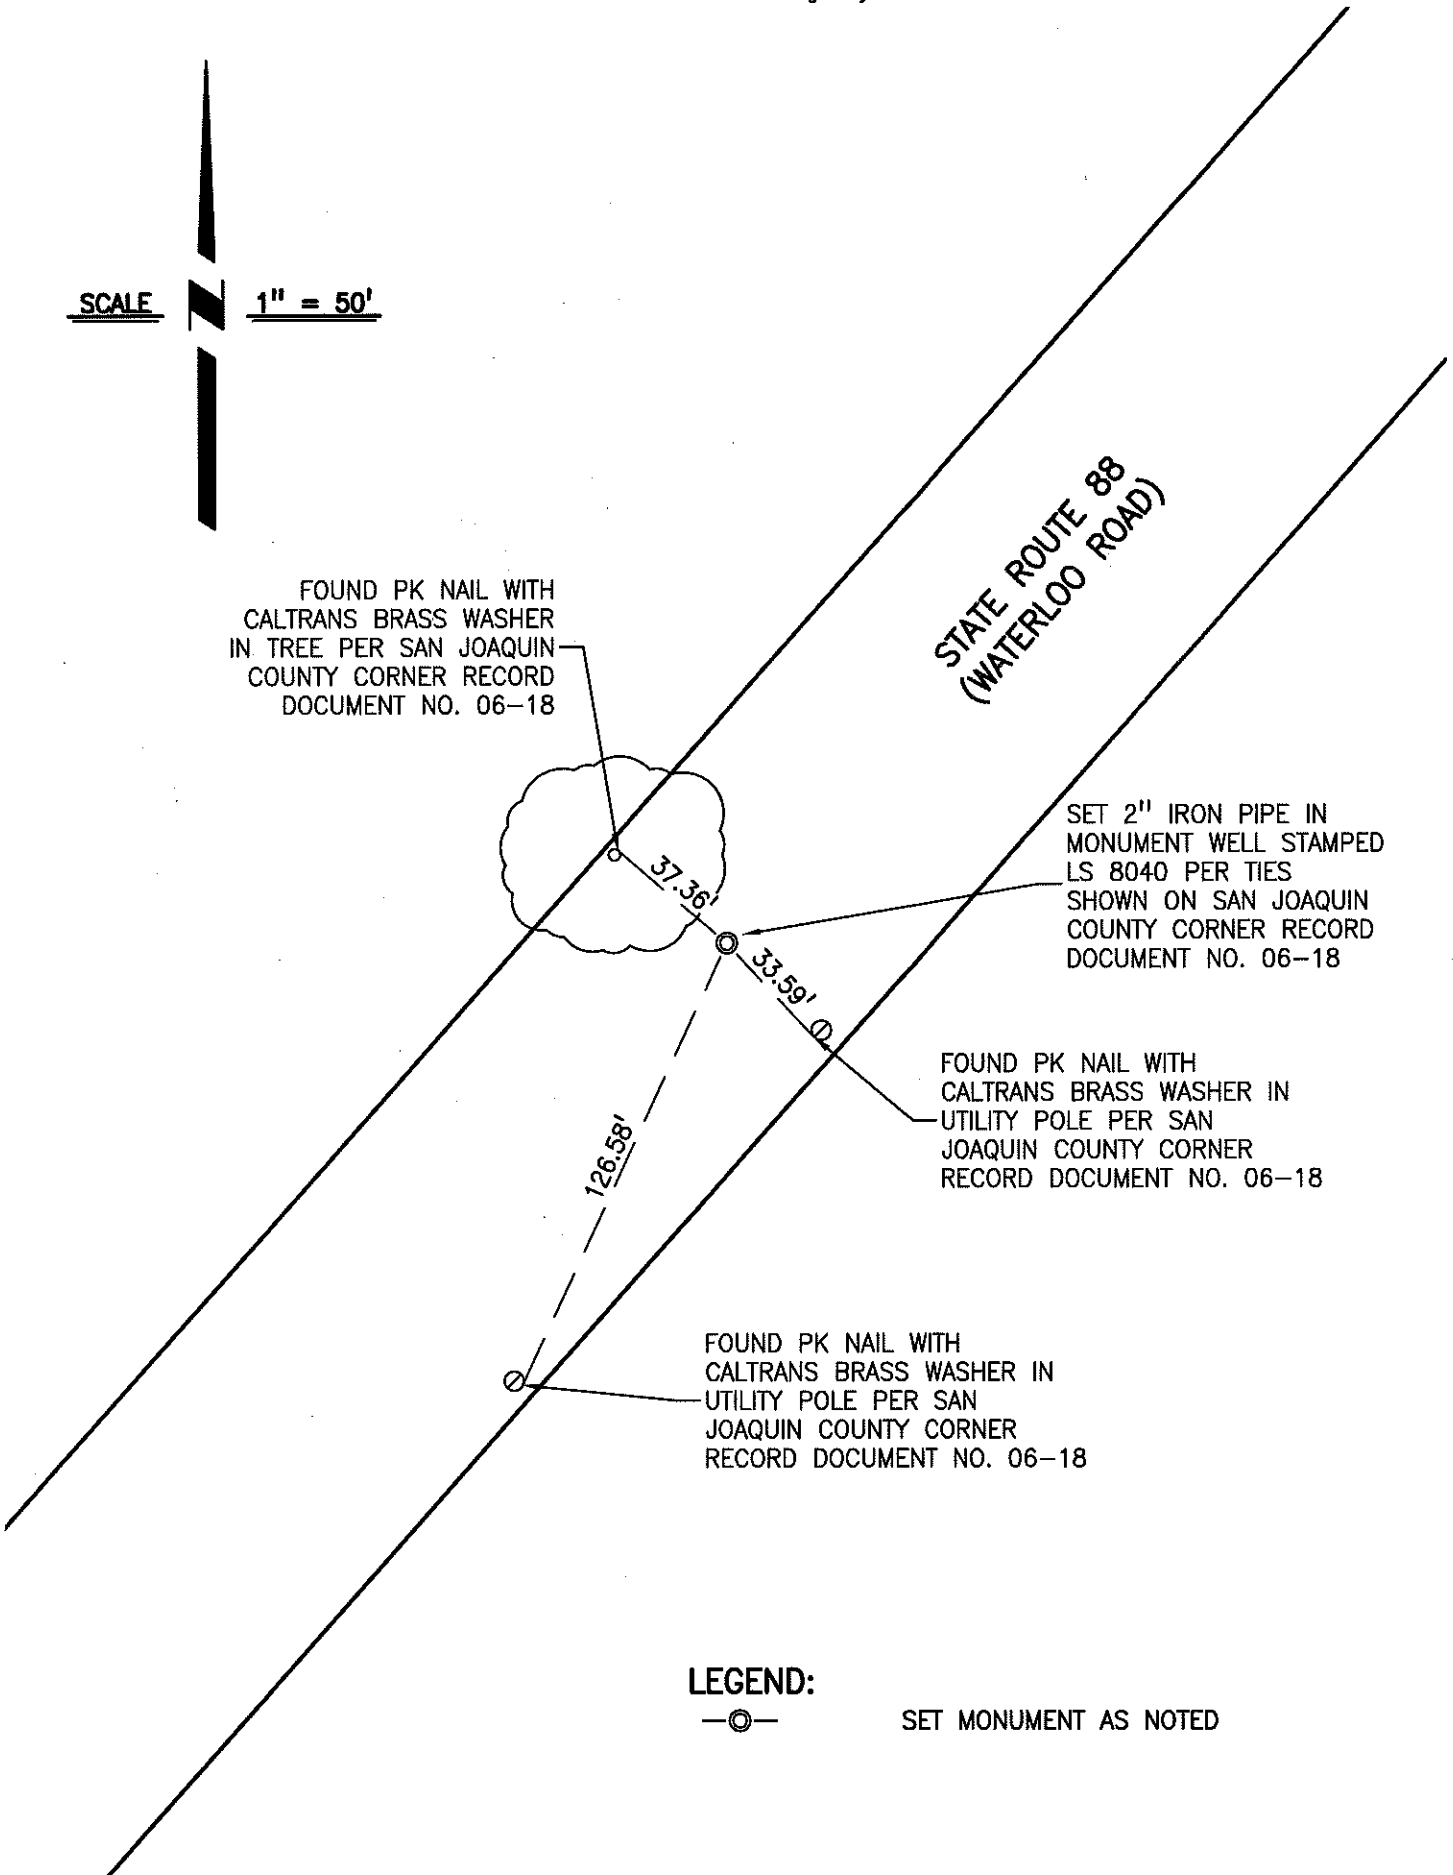 SCALE N 1" = 50'
STATE ROUTE 88
(WATERLOO ROAD)
FOUND PK NAIL WITH
CALTRANS BRASS WASHER
IN TREE PER SAN JOAQUIN
COUNTY CORNER RECORD
DOCUMENT NO. 06-18
37.36'
SET 2" IRON PIPE IN
MONUMENT WELL STAMPED
LS 8040 PER TIES
SHOWN ON SAN JOAQUIN
COUNTY CORNER RECORD
DOCUMENT NO. 06-18
33.59'
FOUND PK NAIL WITH
CALTRANS BRASS WASHER IN
UTILITY POLE PER SAN
JOAQUIN COUNTY CORNER
RECORD DOCUMENT NO. 06-18
126.58'
FOUND PK NAIL WITH
CALTRANS BRASS WASHER IN
UTILITY POLE PER SAN
JOAQUIN COUNTY CORNER
RECORD DOCUMENT NO. 06-18
LEGEND:
SET MONUMENT AS NOTED